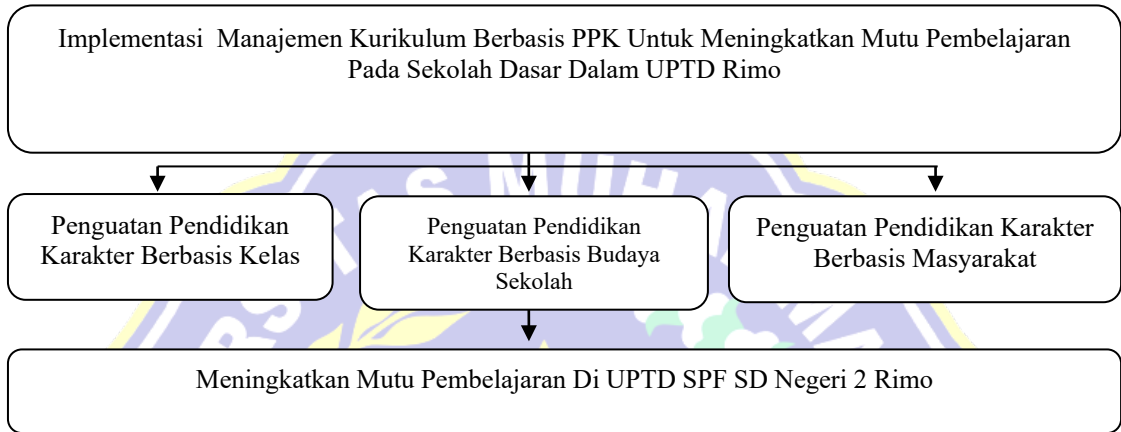 Implementasi Manajemen Kurikulum Berbasis PPK Untuk Meningkatkan Mutu Pembelajaran
Pada Sekolah Dasar Dalam UPTD Rimo
Penguatan Pendidikan
Karakter Berbasis Kelas
Penguatan Pendidikan
Karakter Berbasis Budaya
Sekolah
Penguatan Pendidikan Karakter
Berbasis Masyarakat
Meningkatkan Mutu Pembelajaran Di UPTD SPF SD Negeri 2 Rimo